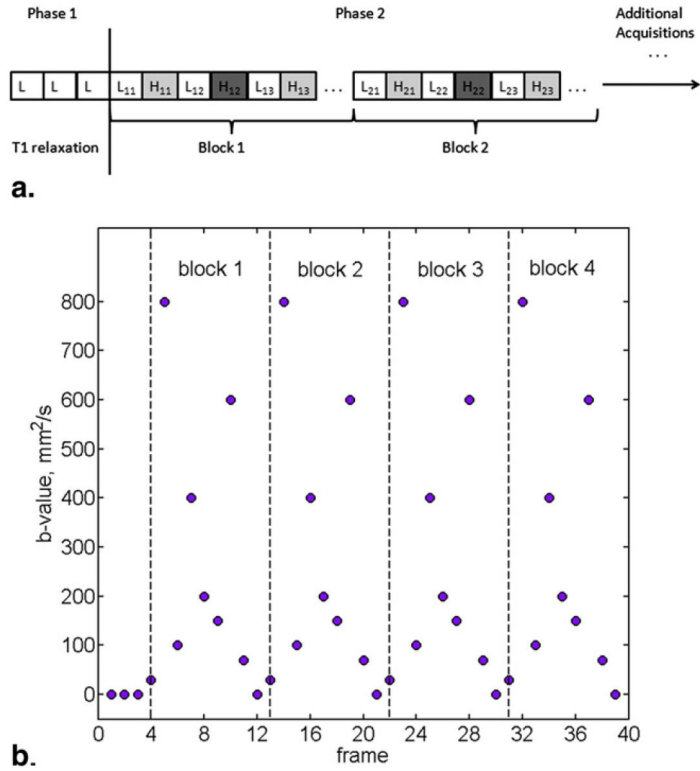 Phase 1
Phase 2
Additional
Acquisitions
...
L L L L₁₁ H₁₁ L₁₂ H₁₂ L₁₃ H₁₃ ... L₂₁ H₂₁ L₂₂ H₂₂ L₂₃ H₂₃ ...
T1 relaxation
Block 1
Block 2
a.
block 1 block 2 block 3 block 4
800
700
600
500
400
300
200
100
0
b-value, mm²/s
0 4 8 12 16 20 24 28 32 36 40
frame
b.